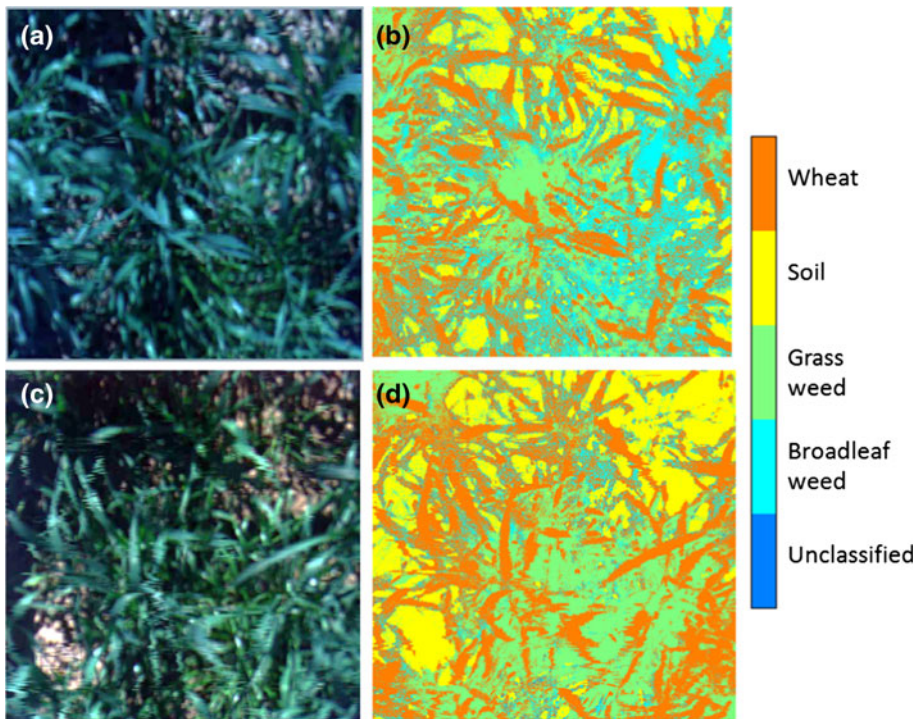 (a)
(b)
(c)
(d)
Wheat
Soil
Grass
weed
Broadleaf
weed
Unclassified